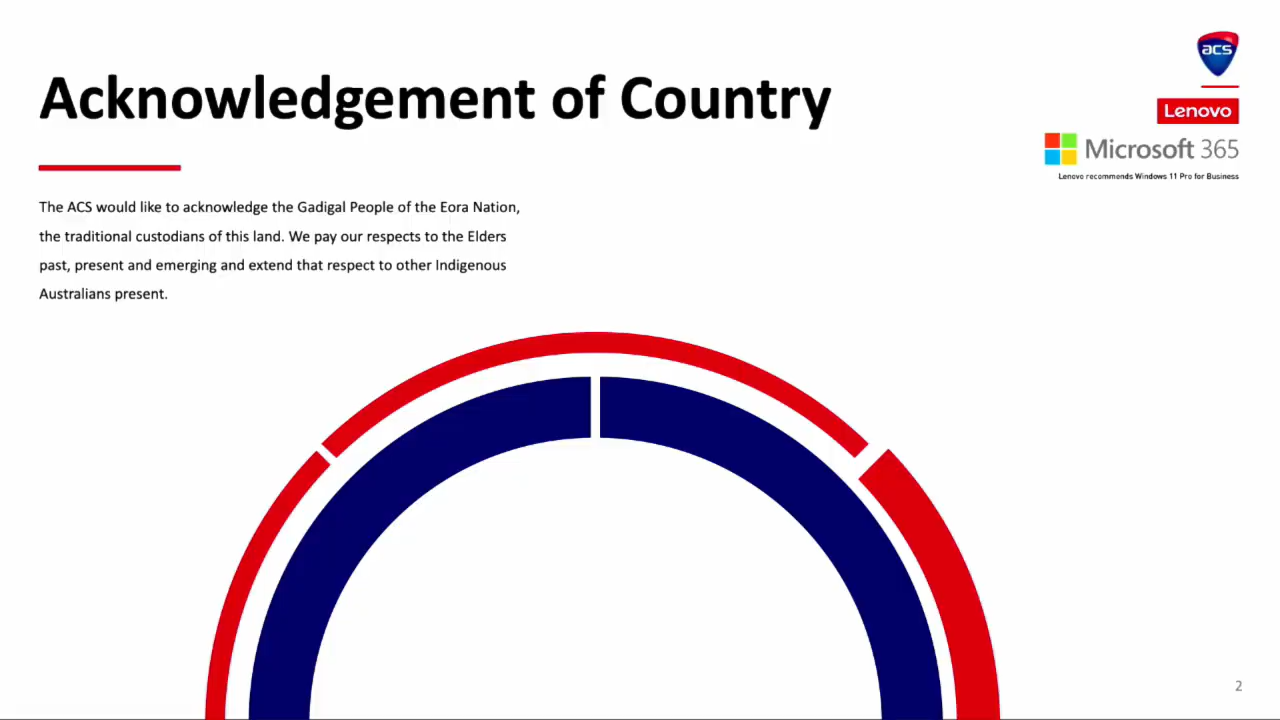 Acknowledgement of Country
acs
Lenovo
Microsoft 365
Lenovo recommends Windows 11 Pro for Business
The ACS would like to acknowledge the Gadigal People of the Eora Nation,
the traditional custodians of this land. We pay our respects to the Elders
past, present and emerging and extend that respect to other Indigenous
Australians present.
2